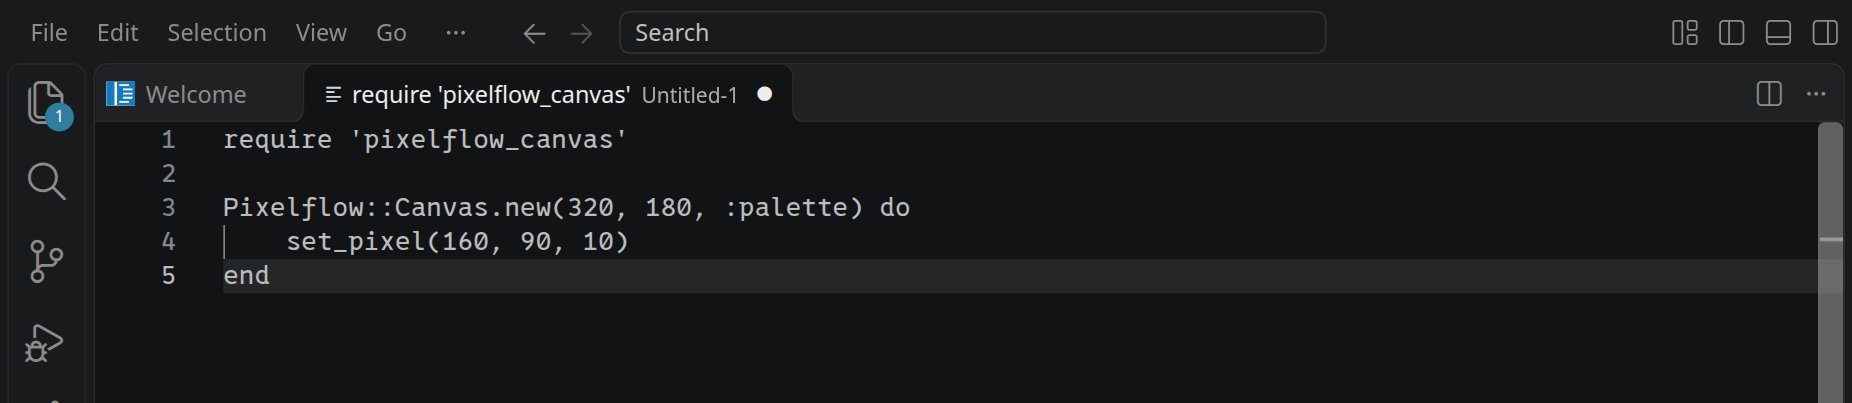 File Edit Selection View Go ··· Search
Welcome require 'pixelflow_canvas' Untitled-1
1
1 require 'pixelflow_canvas'
2
3 Pixelflow::Canvas.new(320, 180, :palette) do
4     set_pixel(160, 90, 10)
5 end